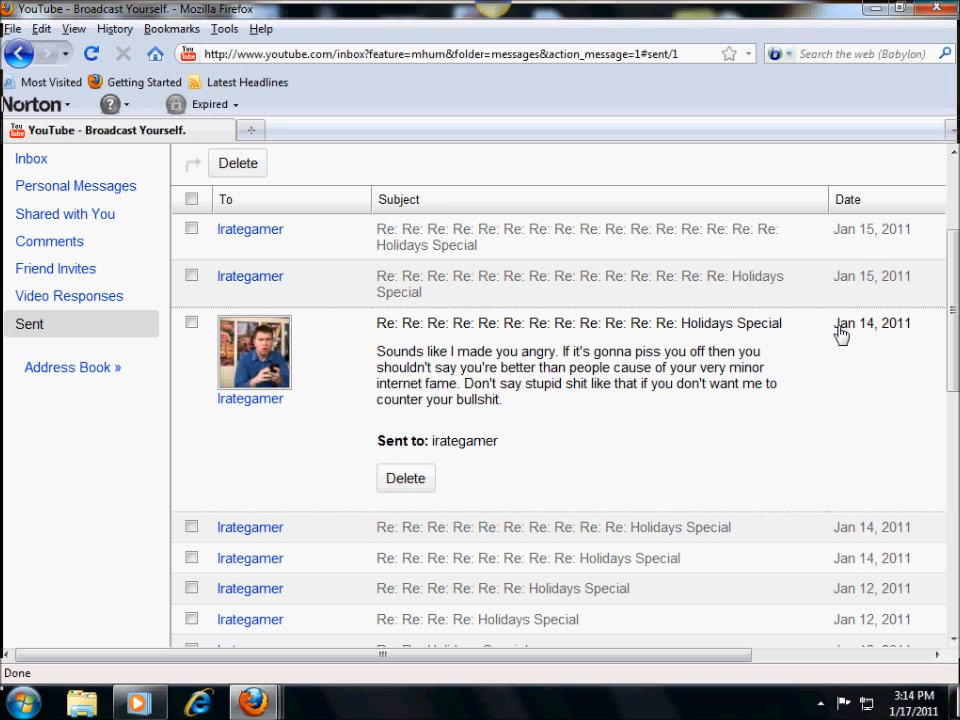 YouTube - Broadcast Yourself. - Mozilla Firefox
File Edit View History Bookmarks Tools Help
http://www.youtube.com/inbox?feature=mhum&folder=messages&action_message=1#sent/1
Search the web (Babylon)
Most Visited Getting Started Latest Headlines
Norton Expired
YouTube - Broadcast Yourself.
Inbox
Personal Messages
Shared with You
Comments
Friend Invites
Video Responses
Sent
Address Book »
Delete
To Subject Date
Irategamer Re: Re: Re: Re: Re: Re: Re: Re: Re: Re: Re: Re: Re: Re: Re: Re: Jan 15, 2011
Holidays Special
Irategamer Re: Re: Re: Re: Re: Re: Re: Re: Re: Re: Re: Re: Re: Re: Holidays Jan 15, 2011
Special
Re: Re: Re: Re: Re: Re: Re: Re: Re: Re: Re: Re: Holidays Special Jan 14, 2011
Sounds like I made you angry. If it's gonna piss you off then you
shouldn't say you're better than people cause of your very minor
internet fame. Don't say stupid shit like that if you don't want me to
counter your bullshit.
Irategamer
Sent to: irategamer
Delete
Irategamer Re: Re: Re: Re: Re: Re: Re: Re: Re: Re: Holidays Special Jan 14, 2011
Irategamer Re: Re: Re: Re: Re: Re: Re: Re: Holidays Special Jan 14, 2011
Irategamer Re: Re: Re: Re: Re: Re: Holidays Special Jan 12, 2011
Irategamer Re: Re: Re: Re: Holidays Special Jan 12, 2011
Done
3:14 PM
1/17/2011